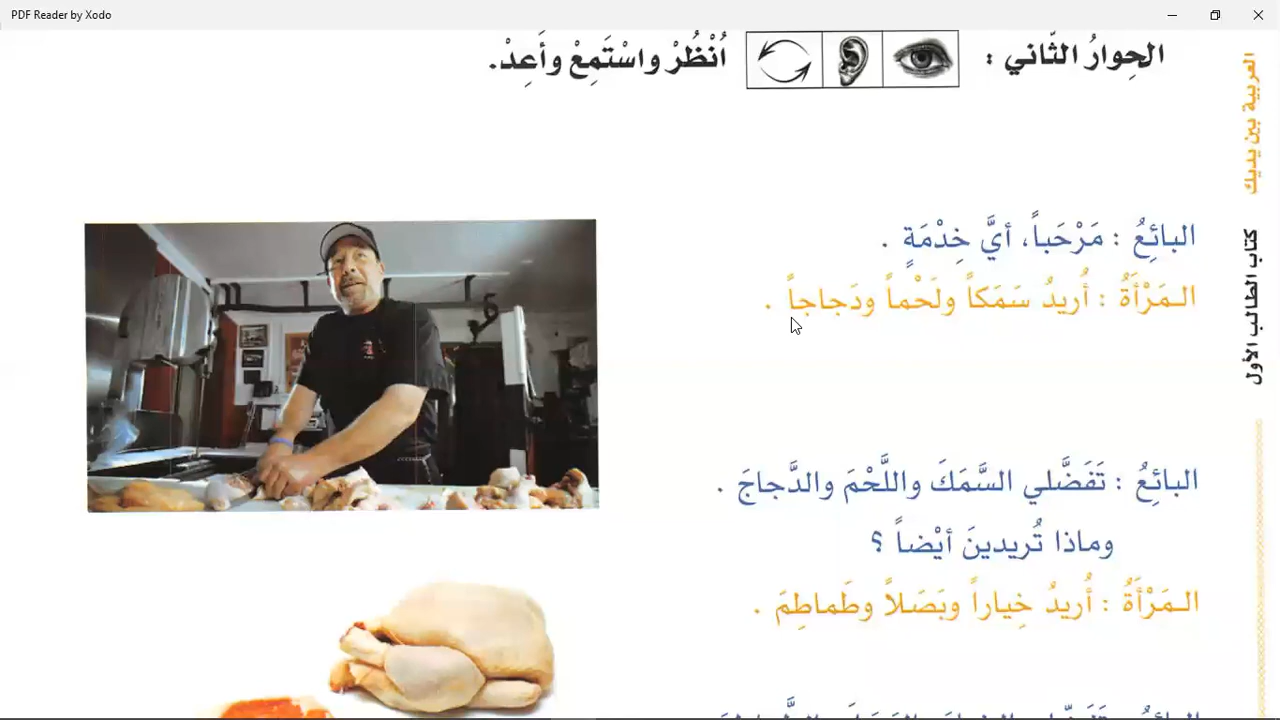 PDF Reader by Xodo
الحِوارُ الثّاني : اُنْظُرْ واسْتَمِعْ وأَعِدْ.
العربية بين يديك
كتاب الطالب الأول
البائِعُ : مَرْحَباً، أيَّ خِدْمَةٍ .
الـمَرْأَةُ : أُريدُ سَمَكاً ولَحْماً ودَجاجاً .
البائِعُ : تَفَضَّلي السَّمَكَ واللَّحْمَ والدَّجاجَ .
وماذا تُريدينَ أيْضاً ؟
الـمَرْأَةُ : أُريدُ خِياراً وبَصَلاً وطَماطِمَ .